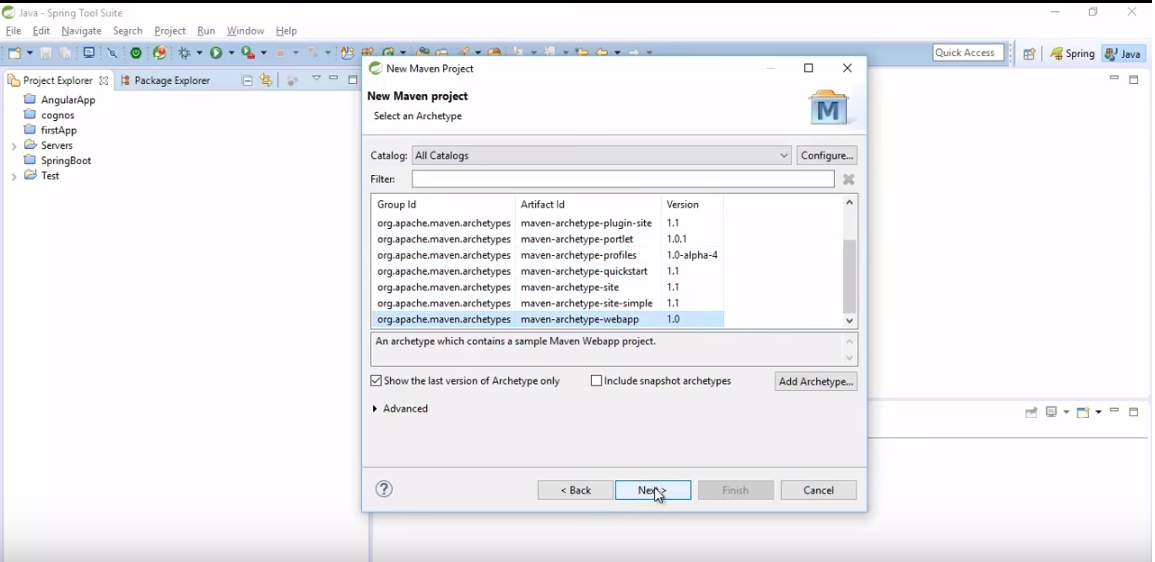 Java - Spring Tool Suite
File Edit Navigate Search Project Run Window Help
Quick Access
Spring
Java
Project Explorer
Package Explorer
AngularApp
cognos
firstApp
Servers
SpringBoot
Test
New Maven Project
New Maven project
Select an Archetype
M
Catalog: All Catalogs Configure...
Filter:
Group Id Artifact Id Version
org.apache.maven.archetypes maven-archetype-plugin-site 1.1
org.apache.maven.archetypes maven-archetype-portlet 1.0.1
org.apache.maven.archetypes maven-archetype-profiles 1.0-alpha-4
org.apache.maven.archetypes maven-archetype-quickstart 1.1
org.apache.maven.archetypes maven-archetype-site 1.1
org.apache.maven.archetypes maven-archetype-site-simple 1.1
org.apache.maven.archetypes maven-archetype-webapp 1.0
An archetype which contains a sample Maven Webapp project.
Show the last version of Archetype only Include snapshot archetypes Add Archetype...
Advanced
? < Back Next > Finish Cancel